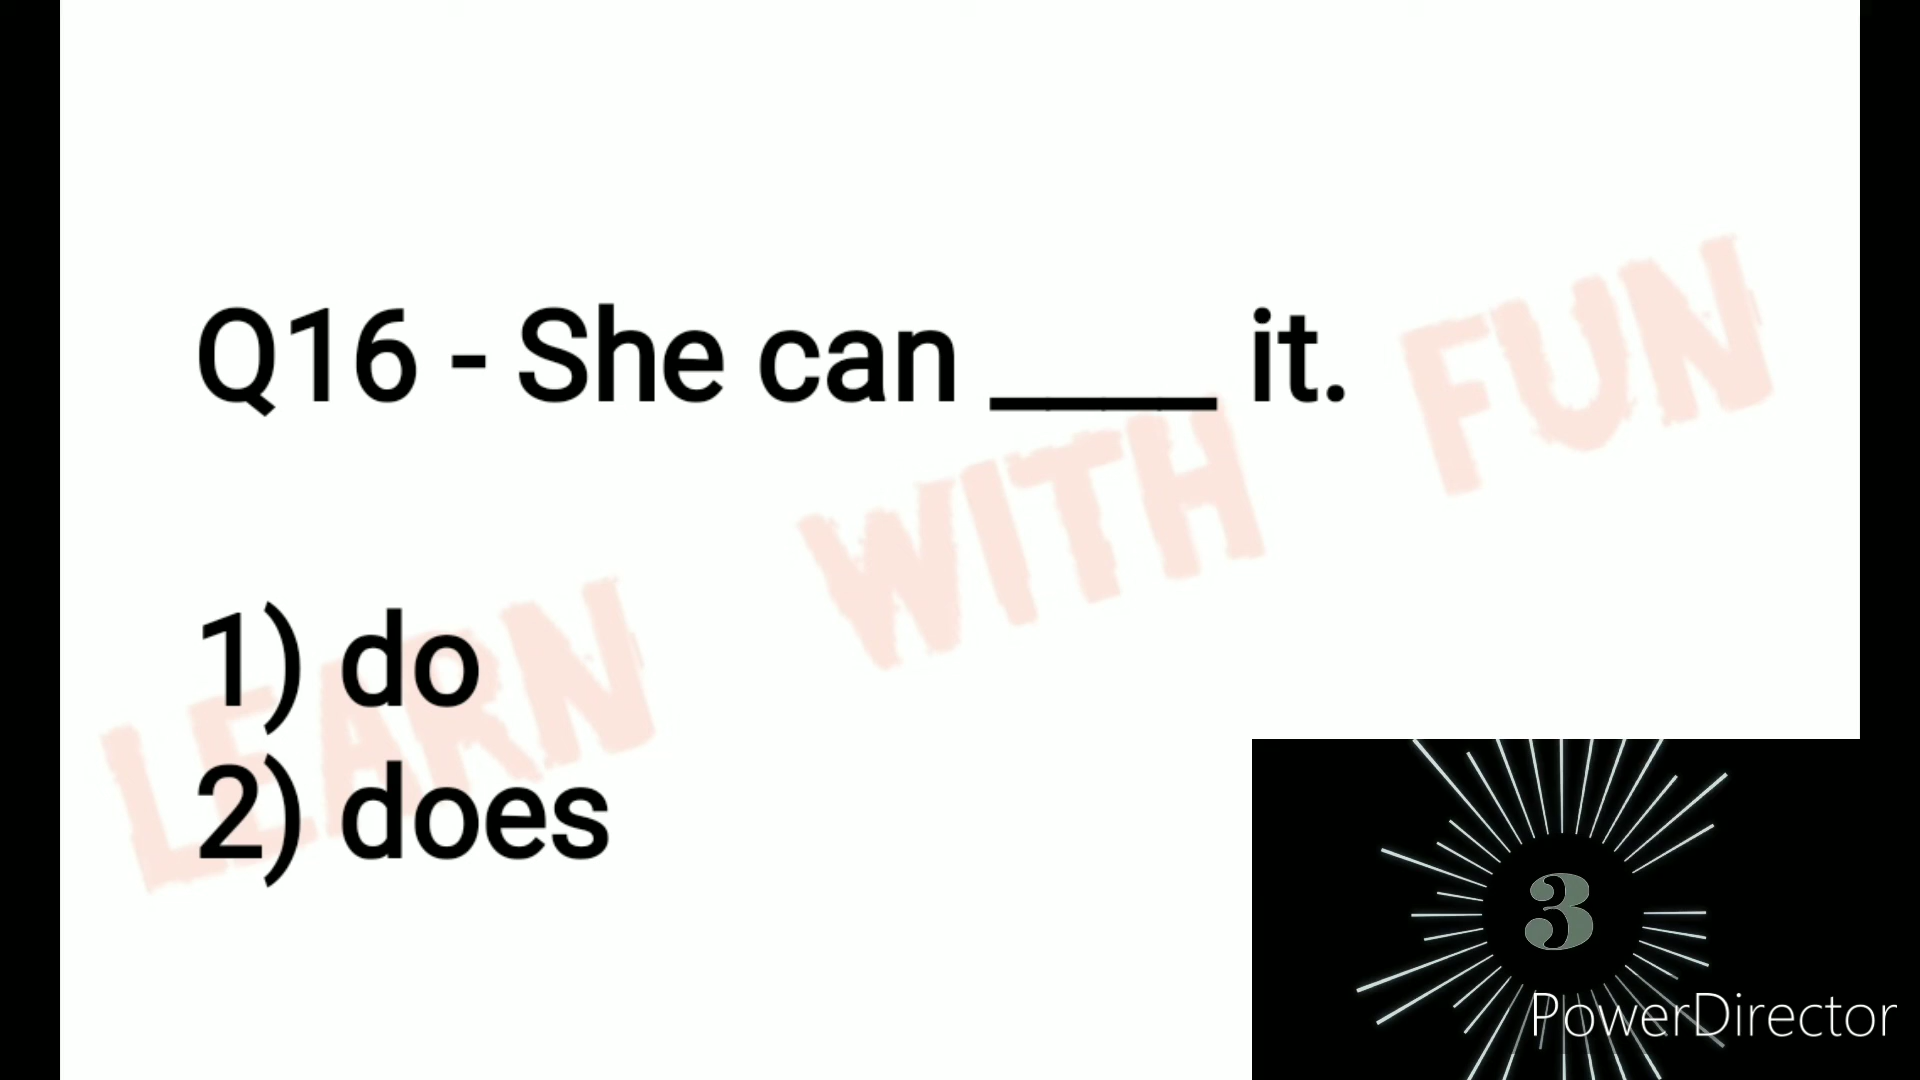 Q16 - She can ____ it.
1) do
2) does
LEARN WITH FUN
3
PowerDirector